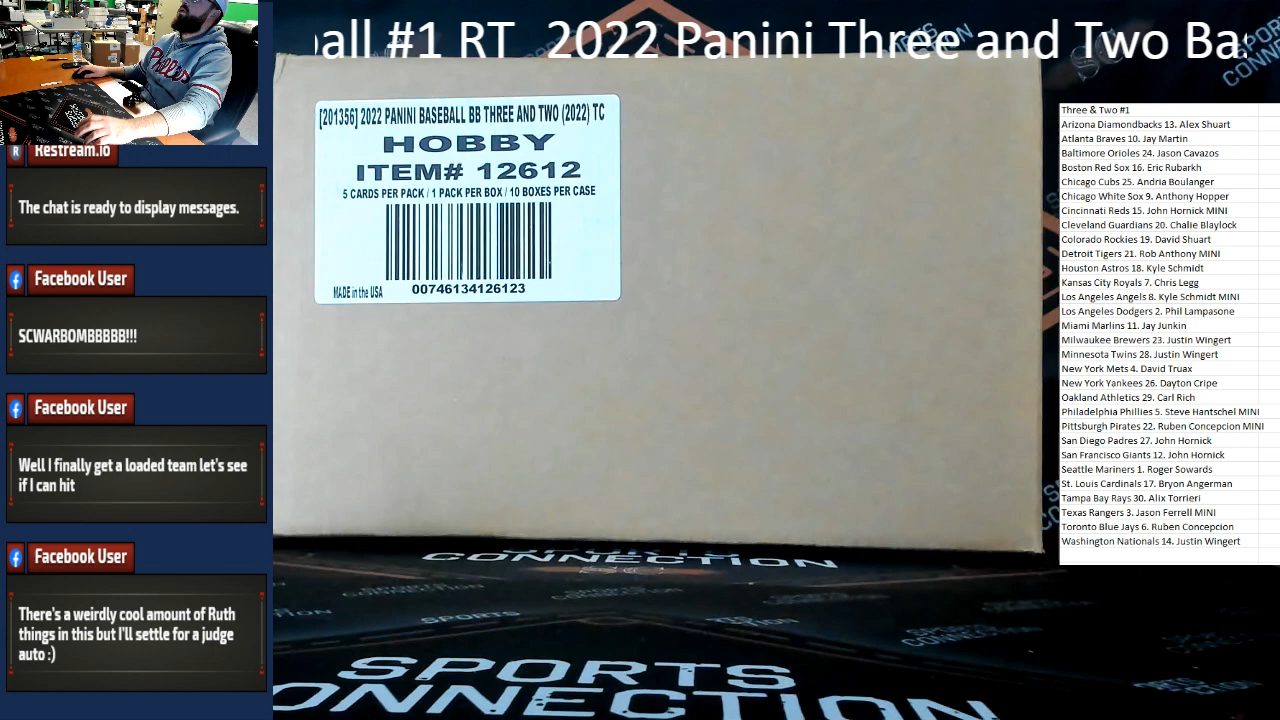 all #1 RT 2022 Panini Three and Two Ba
[201356] 2022 PANINI BASEBALL BB THREE AND TWO (2022) TC
HOBBY
ITEM# 12612
5 CARDS PER PACK / 1 PACK PER BOX / 10 BOXES PER CASE
MADE in the USA 00746134126123
Phillies
R Restream.io
The chat is ready to display messages.
Facebook User
SCWARBOMBBBBB!!!
Facebook User
Well I finally get a loaded team let's see
if I can hit
Facebook User
There's a weirdly cool amount of Ruth
things in this but I'll settle for a judge
auto :)
Three & Two #1
Arizona Diamondbacks 13. Alex Shuart
Atlanta Braves 10. Jay Martin
Baltimore Orioles 24. Jason Cavazos
Boston Red Sox 16. Eric Rubarkh
Chicago Cubs 25. Andria Boulanger
Chicago White Sox 9. Anthony Hopper
Cincinnati Reds 15. John Hornick MINI
Cleveland Guardians 20. Chalie Blaylock
Colorado Rockies 19. David Shuart
Detroit Tigers 21. Rob Anthony MINI
Houston Astros 18. Kyle Schmidt
Kansas City Royals 7. Chris Legg
Los Angeles Angels 8. Kyle Schmidt MINI
Los Angeles Dodgers 2. Phil Lampasone
Miami Marlins 11. Jay Junkin
Milwaukee Brewers 23. Justin Wingert
Minnesota Twins 28. Justin Wingert
New York Mets 4. David Truax
New York Yankees 26. Dayton Cripe
Oakland Athletics 29. Carl Rich
Philadelphia Phillies 5. Steve Hantschel MINI
Pittsburgh Pirates 22. Ruben Concepcion MINI
San Diego Padres 27. John Hornick
San Francisco Giants 12. John Hornick
Seattle Mariners 1. Roger Sowards
St. Louis Cardinals 17. Bryon Angerman
Tampa Bay Rays 30. Alix Torrieri
Texas Rangers 3. Jason Ferrell MINI
Toronto Blue Jays 6. Ruben Concepcion
Washington Nationals 14. Justin Wingert
SPORTS
CONNECTION
SPORTS
CONNECTION